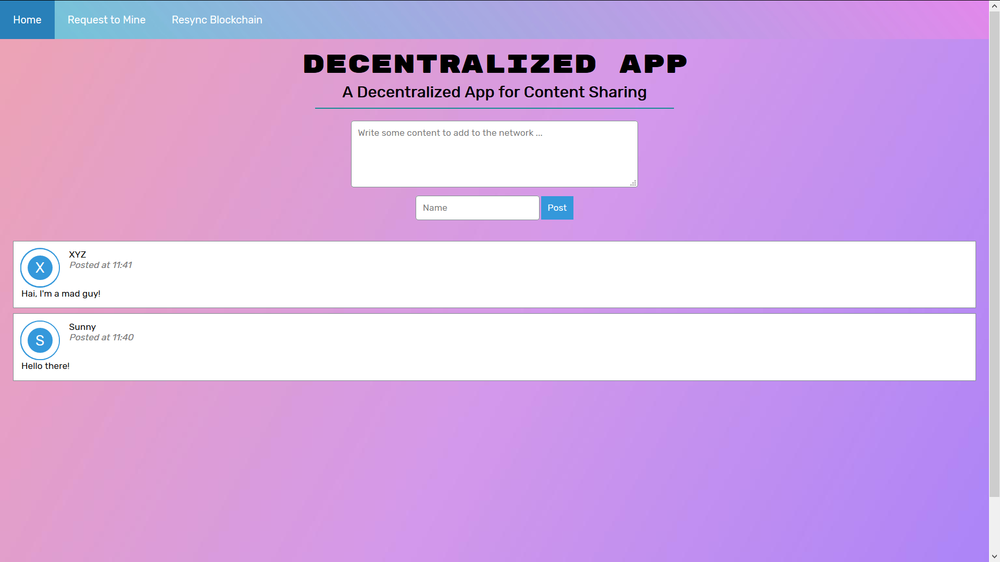 Home Request to Mine Resync Blockchain
DECENTRALIZED APP
A Decentralized App for Content Sharing
Write some content to add to the network ...
Name Post
X
XYZ
Posted at 11:41
Hai, I'm a mad guy!
S
Sunny
Posted at 11:40
Hello there!